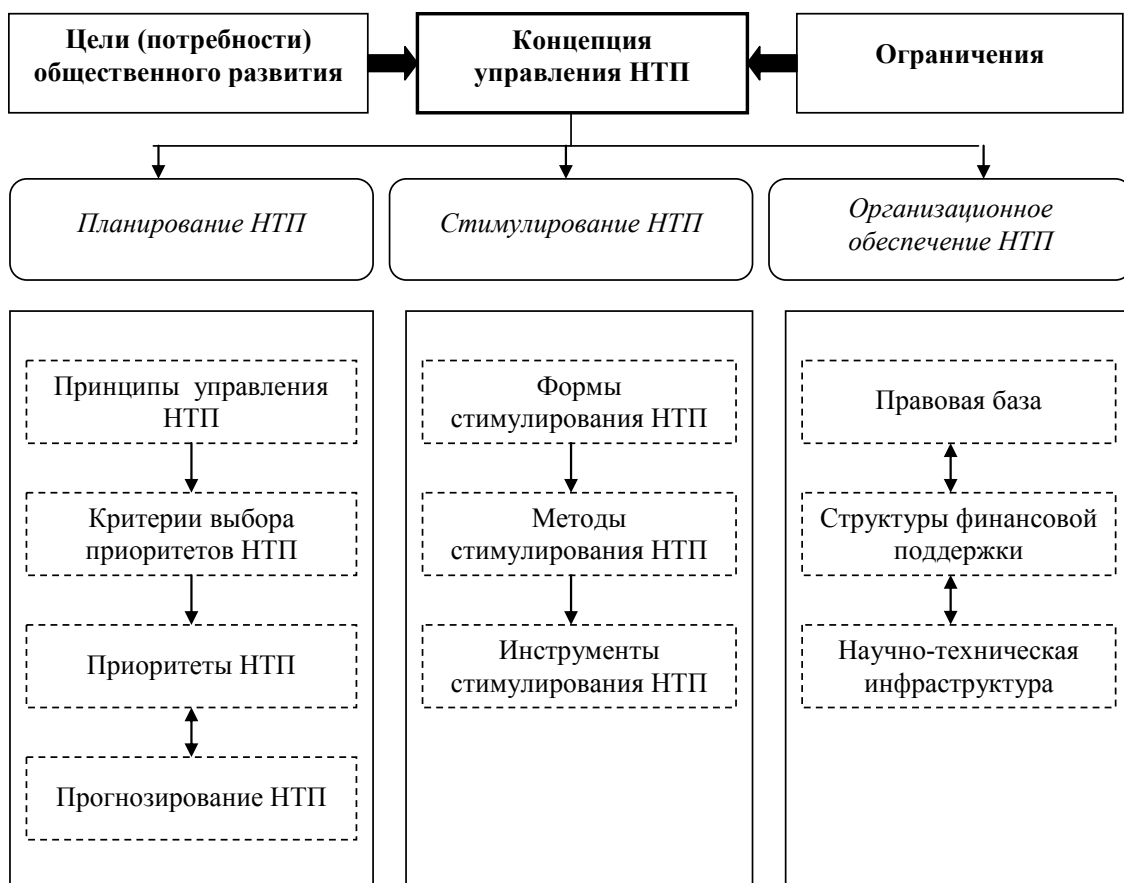 Цели (потребности)
общественного развития
Концепция
управления НТП
Ограничения
Планирование НТП
Стимулирование НТП
Организационное
обеспечение НТП
Принципы управления
НТП
Критерии выбора
приоритетов НТП
Приоритеты НТП
Прогнозирование НТП
Формы
стимулирования НТП
Методы
стимулирования НТП
Инструменты
стимулирования НТП
Правовая база
Структуры финансовой
поддержки
Научно-техническая
инфраструктура